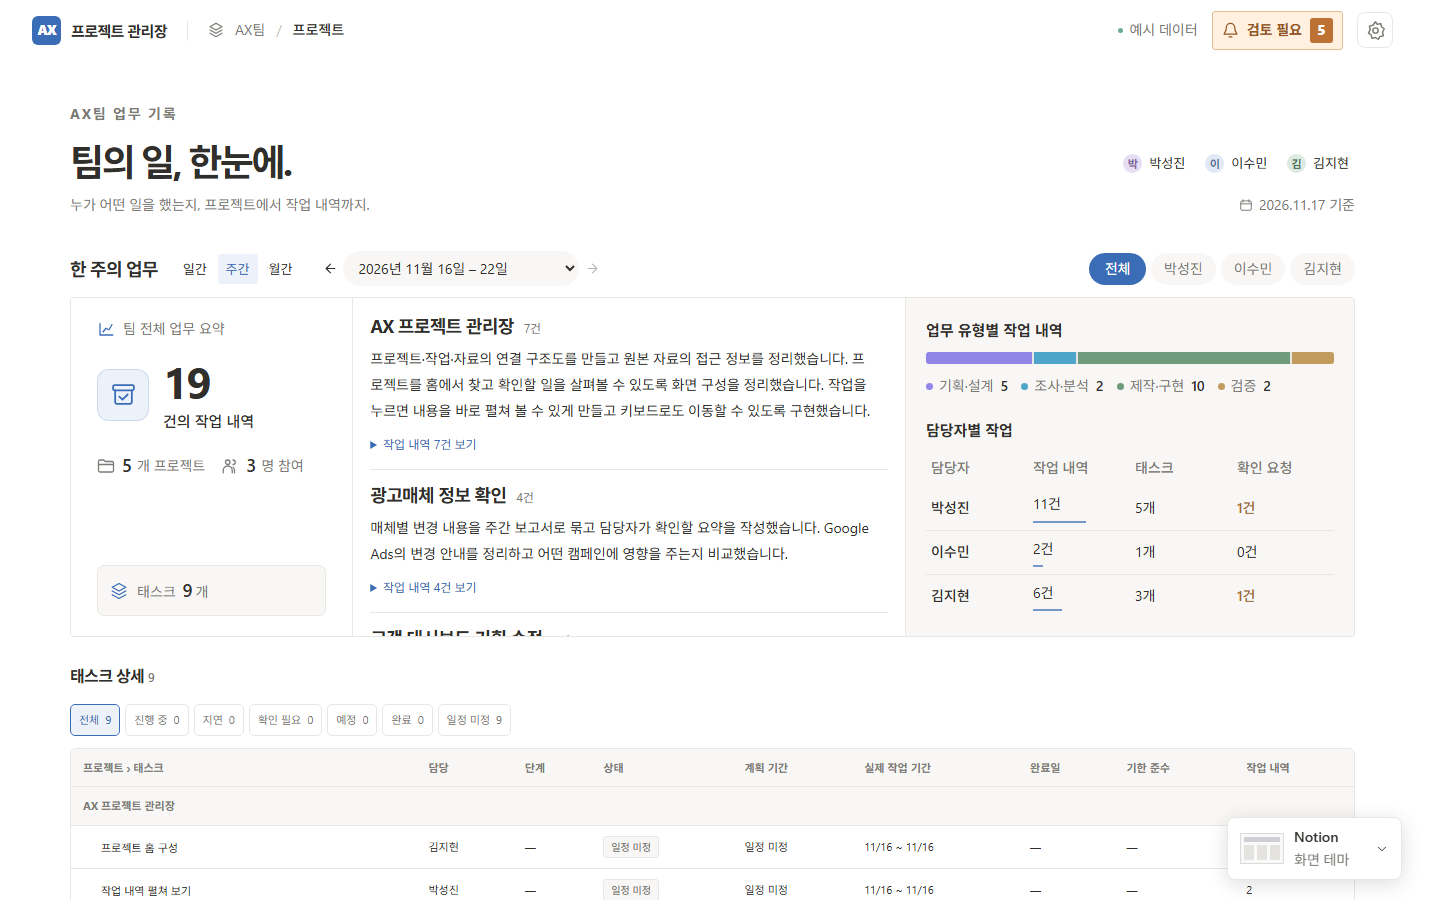 AX 프로젝트 관리장
AX팀 / 프로젝트
예시 데이터
검토 필요 5
AX팀 업무 기록
팀의 일, 한눈에.
박 박성진 이 이수민 김 김지현
누가 어떤 일을 했는지, 프로젝트에서 작업 내역까지.
2026.11.17 기준
한 주의 업무
일간 주간 월간
← 2026년 11월 16일 – 22일 →
전체 박성진 이수민 김지현
팀 전체 업무 요약
19
건의 작업 내역
5 개 프로젝트 3 명 참여
태스크 9 개
AX 프로젝트 관리장 7건
프로젝트·작업·자료의 연결 구조도를 만들고 원본 자료의 접근 정보를 정리했습니다. 프
로젝트를 홈에서 찾고 확인할 일을 살펴볼 수 있도록 화면 구성을 정리했습니다. 작업을
누르면 내용을 바로 펼쳐 볼 수 있게 만들고 키보드로도 이동할 수 있도록 구현했습니다.
▶ 작업 내역 7건 보기
광고매체 정보 확인 4건
매체별 변경 내용을 주간 보고서로 묶고 담당자가 확인할 요약을 작성했습니다. Google
Ads의 변경 안내를 정리하고 어떤 캠페인에 영향을 주는지 비교했습니다.
▶ 작업 내역 4건 보기
업무 유형별 작업 내역
기획·설계 5 조사·분석 2 제작·구현 10 검증 2
담당자별 작업
담당자 작업 내역 태스크 확인 요청
박성진 11건 5개 1건
이수민 2건 1개 0건
김지현 6건 3개 1건
태스크 상세 9
전체 9 진행 중 0 지연 0 확인 필요 0 예정 0 완료 0 일정 미정 9
프로젝트 › 태스크 담당 단계 상태 계획 기간 실제 작업 기간 완료일 기한 준수 작업 내역
AX 프로젝트 관리장
프로젝트 홈 구성 김지현 — 일정 미정 일정 미정 11/16 ~ 11/16 — —
작업 내역 펼쳐 보기 박성진 — 일정 미정 일정 미정 11/16 ~ 11/16 — — 2
Notion
화면 테마